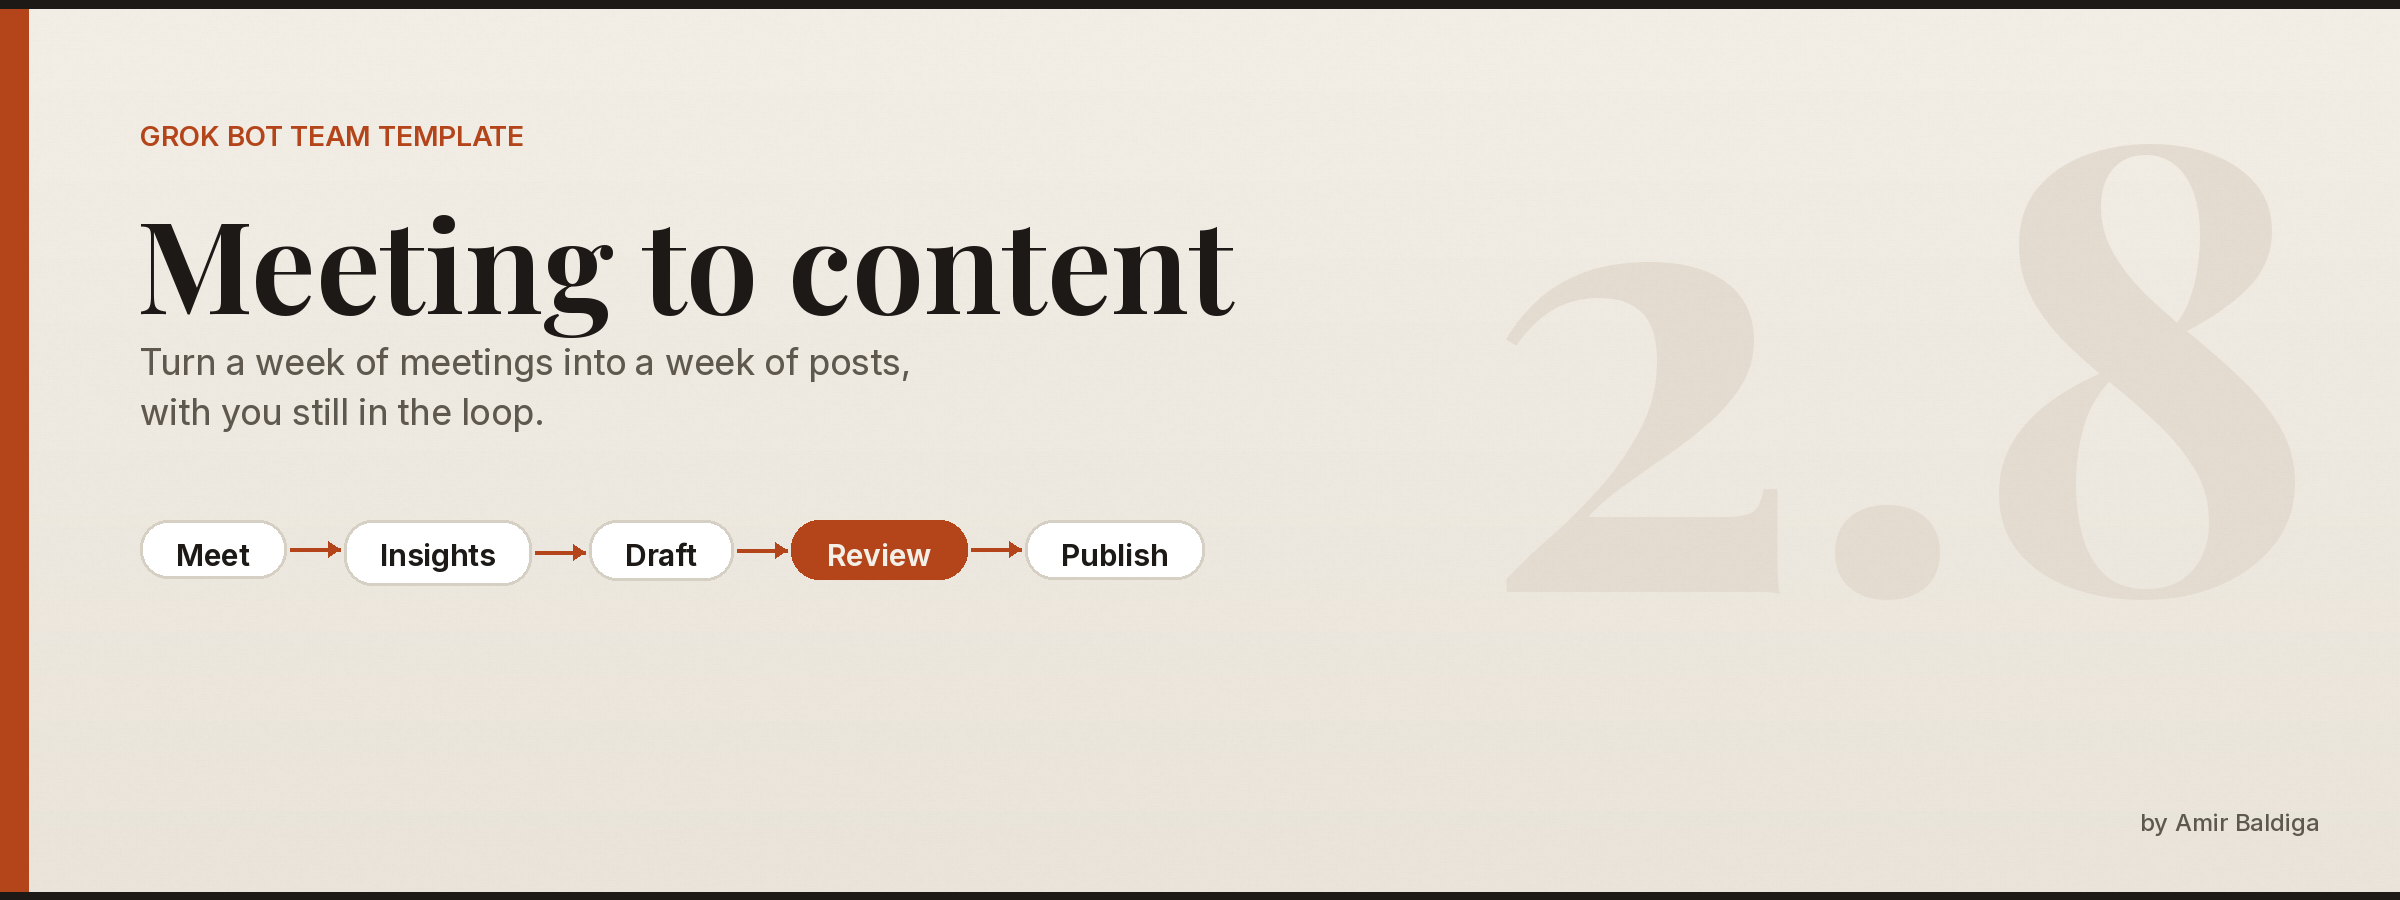 GROK BOT TEAM TEMPLATE
Meeting to content
Turn a week of meetings into a week of posts,
with you still in the loop.
Meet
Insights
Draft
Review
Publish
2.8
by Amir Baldiga